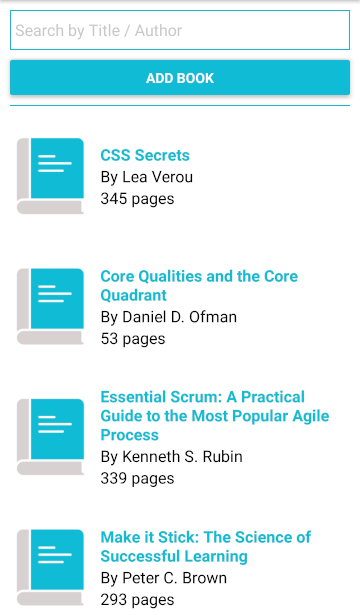 Search by Title / Author
ADD BOOK
CSS Secrets
By Lea Verou
345 pages
Core Qualities and the Core
Quadrant
By Daniel D. Ofman
53 pages
Essential Scrum: A Practical
Guide to the Most Popular Agile
Process
By Kenneth S. Rubin
339 pages
Make it Stick: The Science of
Successful Learning
By Peter C. Brown
293 pages